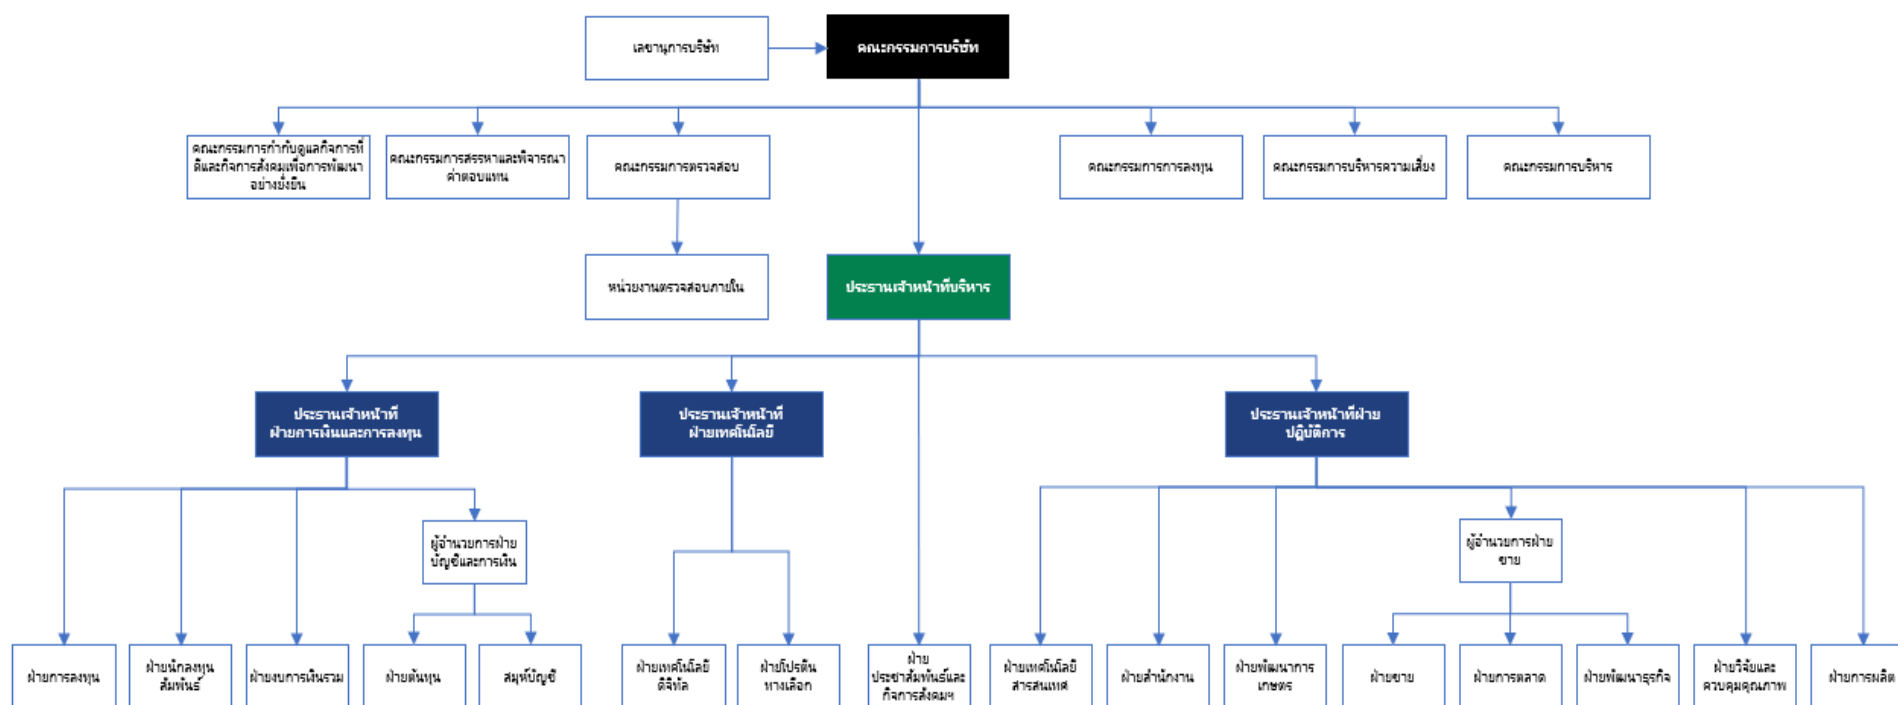 เลขานุการบริษัท
คณะกรรมการบริษัท
คณะกรรมการกำกับดูแลกิจการที่
ดีและกิจการสังคมเพื่อการพัฒนา
อย่างยั่งยืน
คณะกรรมการสรรหาและพิจารณา
ค่าตอบแทน
คณะกรรมการตรวจสอบ
คณะกรรมการการลงทุน
คณะกรรมการบริหารความเสี่ยง
คณะกรรมการบริหาร
หน่วยงานตรวจสอบภายใน
ประธานเจ้าหน้าที่บริหาร
ประธานเจ้าหน้าที่
ฝ่ายการเงินและการลงทุน
ประธานเจ้าหน้าที่
ฝ่ายเทคโนโลยี
ประธานเจ้าหน้าที่ฝ่าย
ปฏิบัติการ
ผู้อำนวยการฝ่าย
บัญชีและการเงิน
ผู้อำนวยการฝ่าย
ขาย
ฝ่ายการลงทุน
ฝ่ายนักลงทุน
สัมพันธ์
ฝ่ายงบการเงินรวม
ฝ่ายต้นทุน
สมุห์บัญชี
ฝ่ายเทคโนโลยี
ดิจิทัล
ฝ่ายโปรตีน
ทางเลือก
ฝ่าย
ประชาสัมพันธ์และ
กิจการสังคมฯ
ฝ่ายเทคโนโลยี
สารสนเทศ
ฝ่ายสำนักงาน
ฝ่ายพัฒนาการ
เกษตร
ฝ่ายขาย
ฝ่ายการตลาด
ฝ่ายพัฒนาธุรกิจ
ฝ่ายวิจัยและ
ควบคุมคุณภาพ
ฝ่ายการผลิต